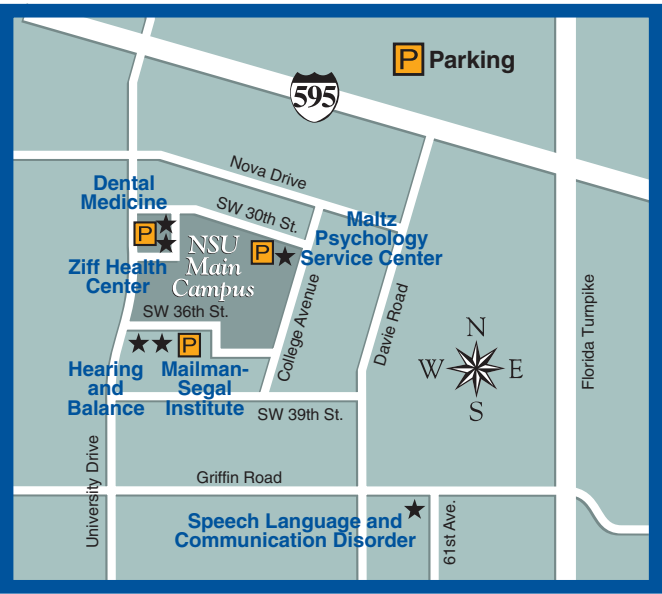 P Parking
595
Nova Drive
Dental
Medicine
SW 30th St.
Maltz
Psychology
Service Center
P
P
NSU
Main
Campus
Ziff Health
Center
SW 36th St.
College Avenue
Davie Road
Florida Turnpike
N
W E
S
P
Hearing
and
Balance
Mailman-
Segal
Institute
SW 39th St.
University Drive
Griffin Road
Speech Language and
Communication Disorder
61st Ave.